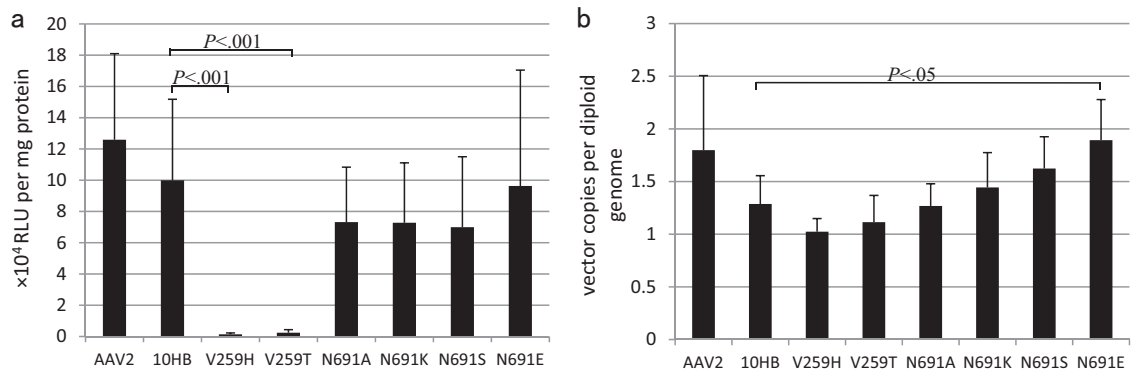 a
×10⁴ RLU per mg protein
20
18
16
14
12
10
8
6
4
2
0
P<.001
P<.001
AAV2 10HB V259H V259T N691A N691K N691S N691E
b
vector copies per diploid
genome
3
2.5
2
1.5
1
0.5
0
P<.05
AAV2 10HB V259H V259T N691A N691K N691S N691E